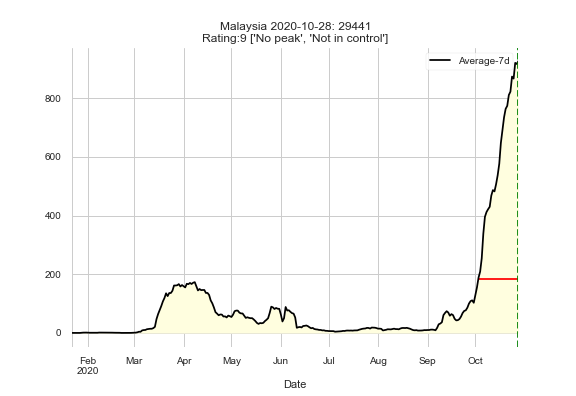 Malaysia 2020-10-28: 29441
Rating:9 ['No peak', 'Not in control']
Average-7d
800
600
400
200
0
Feb Mar Apr May Jun Jul Aug Sep Oct
2020
Date